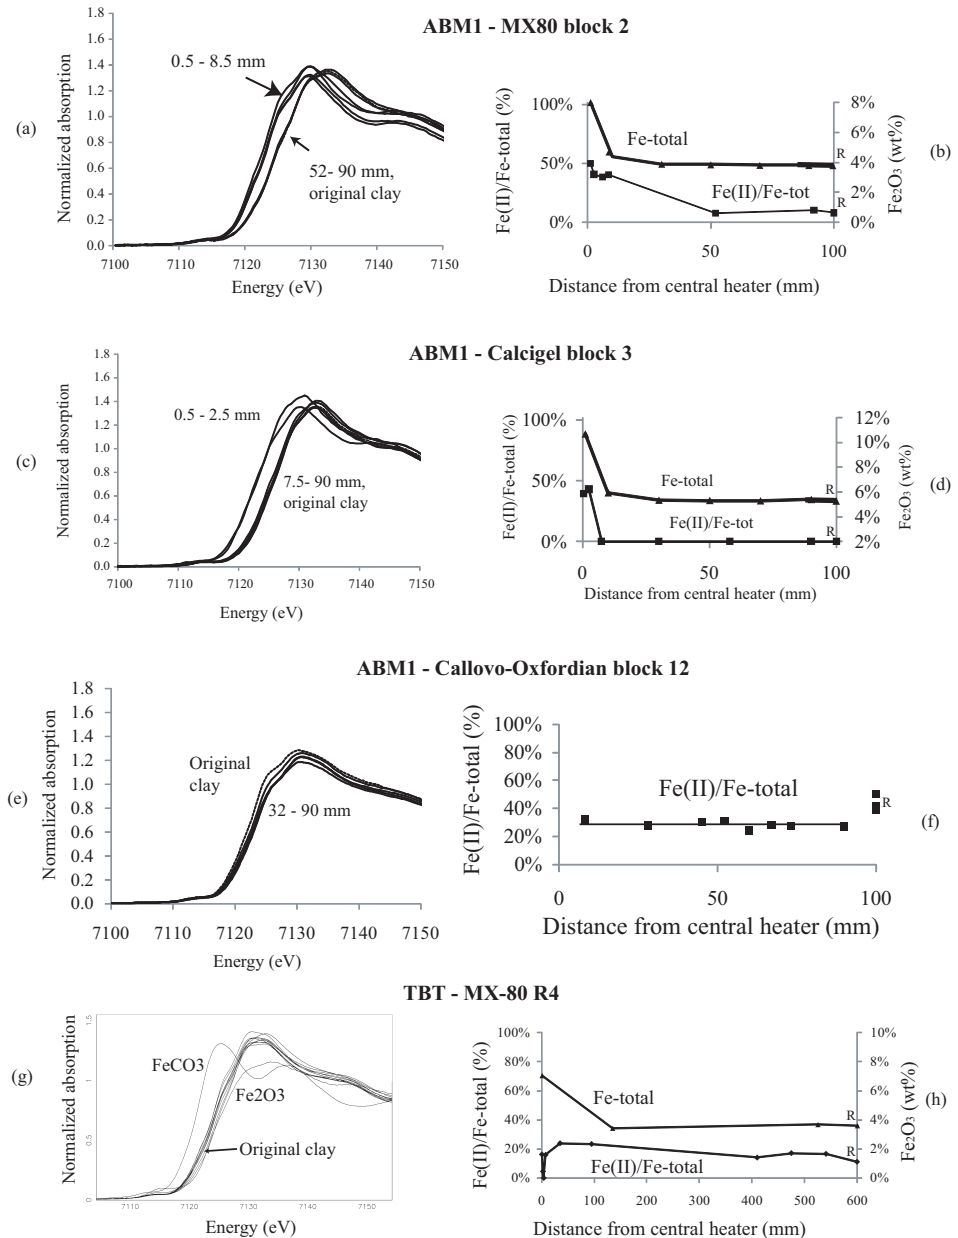 ABM1 - MX80 block 2
(a)
Normalized absorption
1.8
1.6
1.4
1.2
1.0
0.8
0.6
0.4
0.2
0.0
0.5 - 8.5 mm
52- 90 mm,
original clay
7100 7110 7120 7130 7140 7150
Energy (eV)
Fe(II)/Fe-total (%)
100%
50%
0%
Fe-total
R
Fe(II)/Fe-tot
R
8%
6%
4%
2%
0%
Fe2O3 (wt%)
(b)
0 50 100
Distance from central heater (mm)
ABM1 - Calcigel block 3
(c)
Normalized absorption
1.8
1.6
1.4
1.2
1.0
0.8
0.6
0.4
0.2
0.0
0.5 - 2.5 mm
7.5- 90 mm,
original clay
7100 7110 7120 7130 7140 7150
Energy (eV)
Fe(II)/Fe-total (%)
100%
50%
0%
Fe-total
R
Fe(II)/Fe-tot
R
12%
10%
8%
6%
4%
2%
Fe2O3 (wt%)
(d)
0 50 100
Distance from central heater (mm)
ABM1 - Callovo-Oxfordian block 12
(e)
Normalized absorption
1.8
1.6
1.4
1.2
1.0
0.8
0.6
0.4
0.2
0.0
Original
clay
32 - 90 mm
7100 7110 7120 7130 7140 7150
Energy (eV)
Fe(II)/Fe-total (%)
100%
80%
60%
40%
20%
0%
Fe(II)/Fe-total
R
(f)
0 50 100
Distance from central heater (mm)
TBT - MX-80 R4
(g)
Normalized absorption
1.5
1
0.5
0
FeCO3
Fe2O3
Original clay
7110 7120 7130 7140 7150
Energy (eV)
Fe(II)/Fe-total (%)
100%
80%
60%
40%
20%
0%
Fe-total
R
Fe(II)/Fe-total
R
10%
8%
6%
4%
2%
0%
Fe2O3 (wt%)
(h)
0 100 200 300 400 500 600
Distance from central heater (mm)